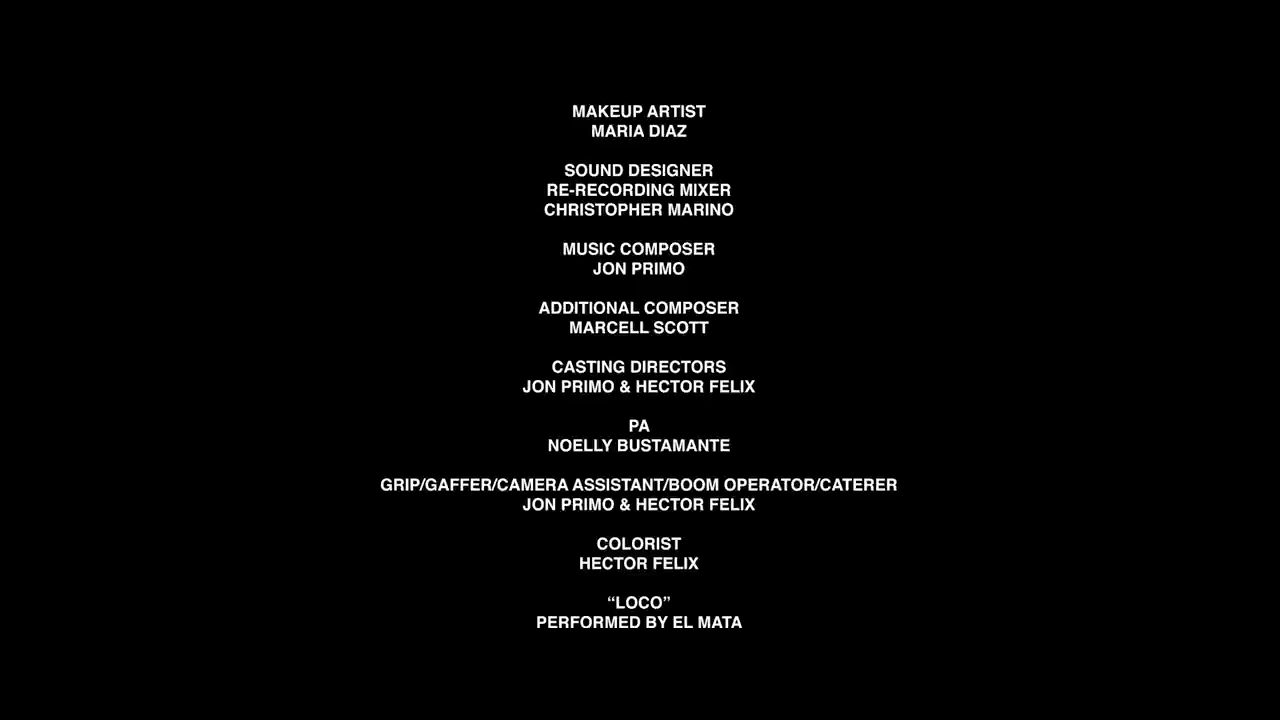 MAKEUP ARTIST
MARIA DIAZ
SOUND DESIGNER
RE-RECORDING MIXER
CHRISTOPHER MARINO
MUSIC COMPOSER
JON PRIMO
ADDITIONAL COMPOSER
MARCELL SCOTT
CASTING DIRECTORS
JON PRIMO & HECTOR FELIX
PA
NOELLY BUSTAMANTE
GRIP/GAFFER/CAMERA ASSISTANT/BOOM OPERATOR/CATERER
JON PRIMO & HECTOR FELIX
COLORIST
HECTOR FELIX
“LOCO”
PERFORMED BY EL MATA